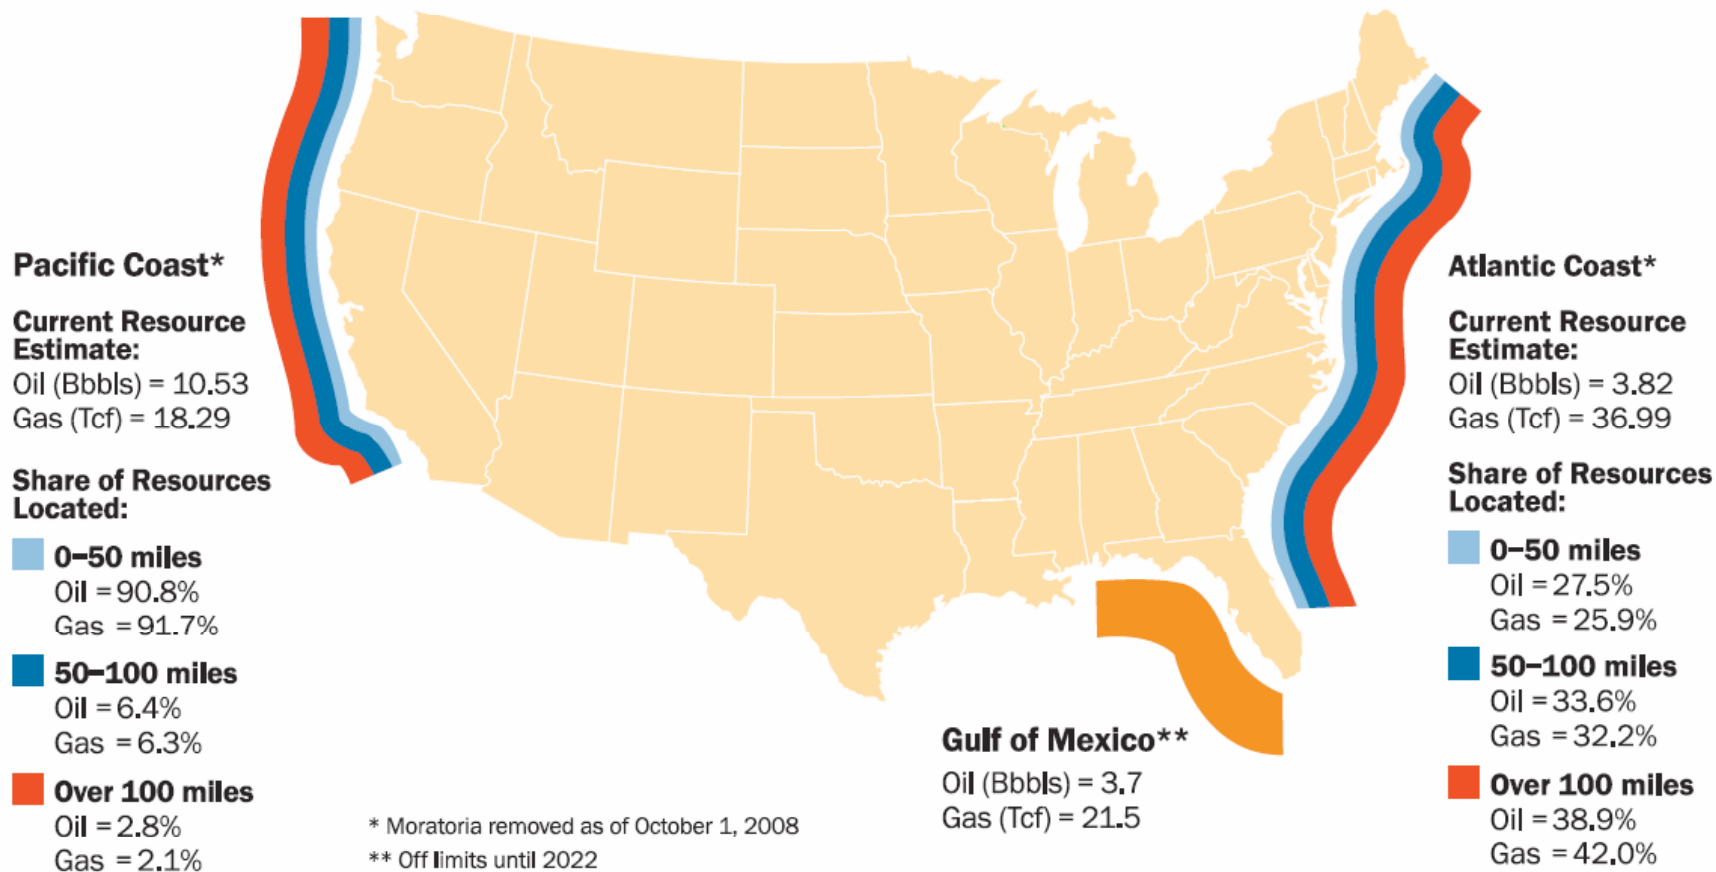 Pacific Coast*
Current Resource
Estimate:
Oil (Bbbls) = 10.53
Gas (Tcf) = 18.29
Share of Resources
Located:
0–50 miles
Oil = 90.8%
Gas = 91.7%
50–100 miles
Oil = 6.4%
Gas = 6.3%
Over 100 miles
Oil = 2.8%
Gas = 2.1%
* Moratoria removed as of October 1, 2008
** Off limits until 2022
Gulf of Mexico**
Oil (Bbbls) = 3.7
Gas (Tcf) = 21.5
Atlantic Coast*
Current Resource
Estimate:
Oil (Bbbls) = 3.82
Gas (Tcf) = 36.99
Share of Resources
Located:
0–50 miles
Oil = 27.5%
Gas = 25.9%
50–100 miles
Oil = 33.6%
Gas = 32.2%
Over 100 miles
Oil = 38.9%
Gas = 42.0%